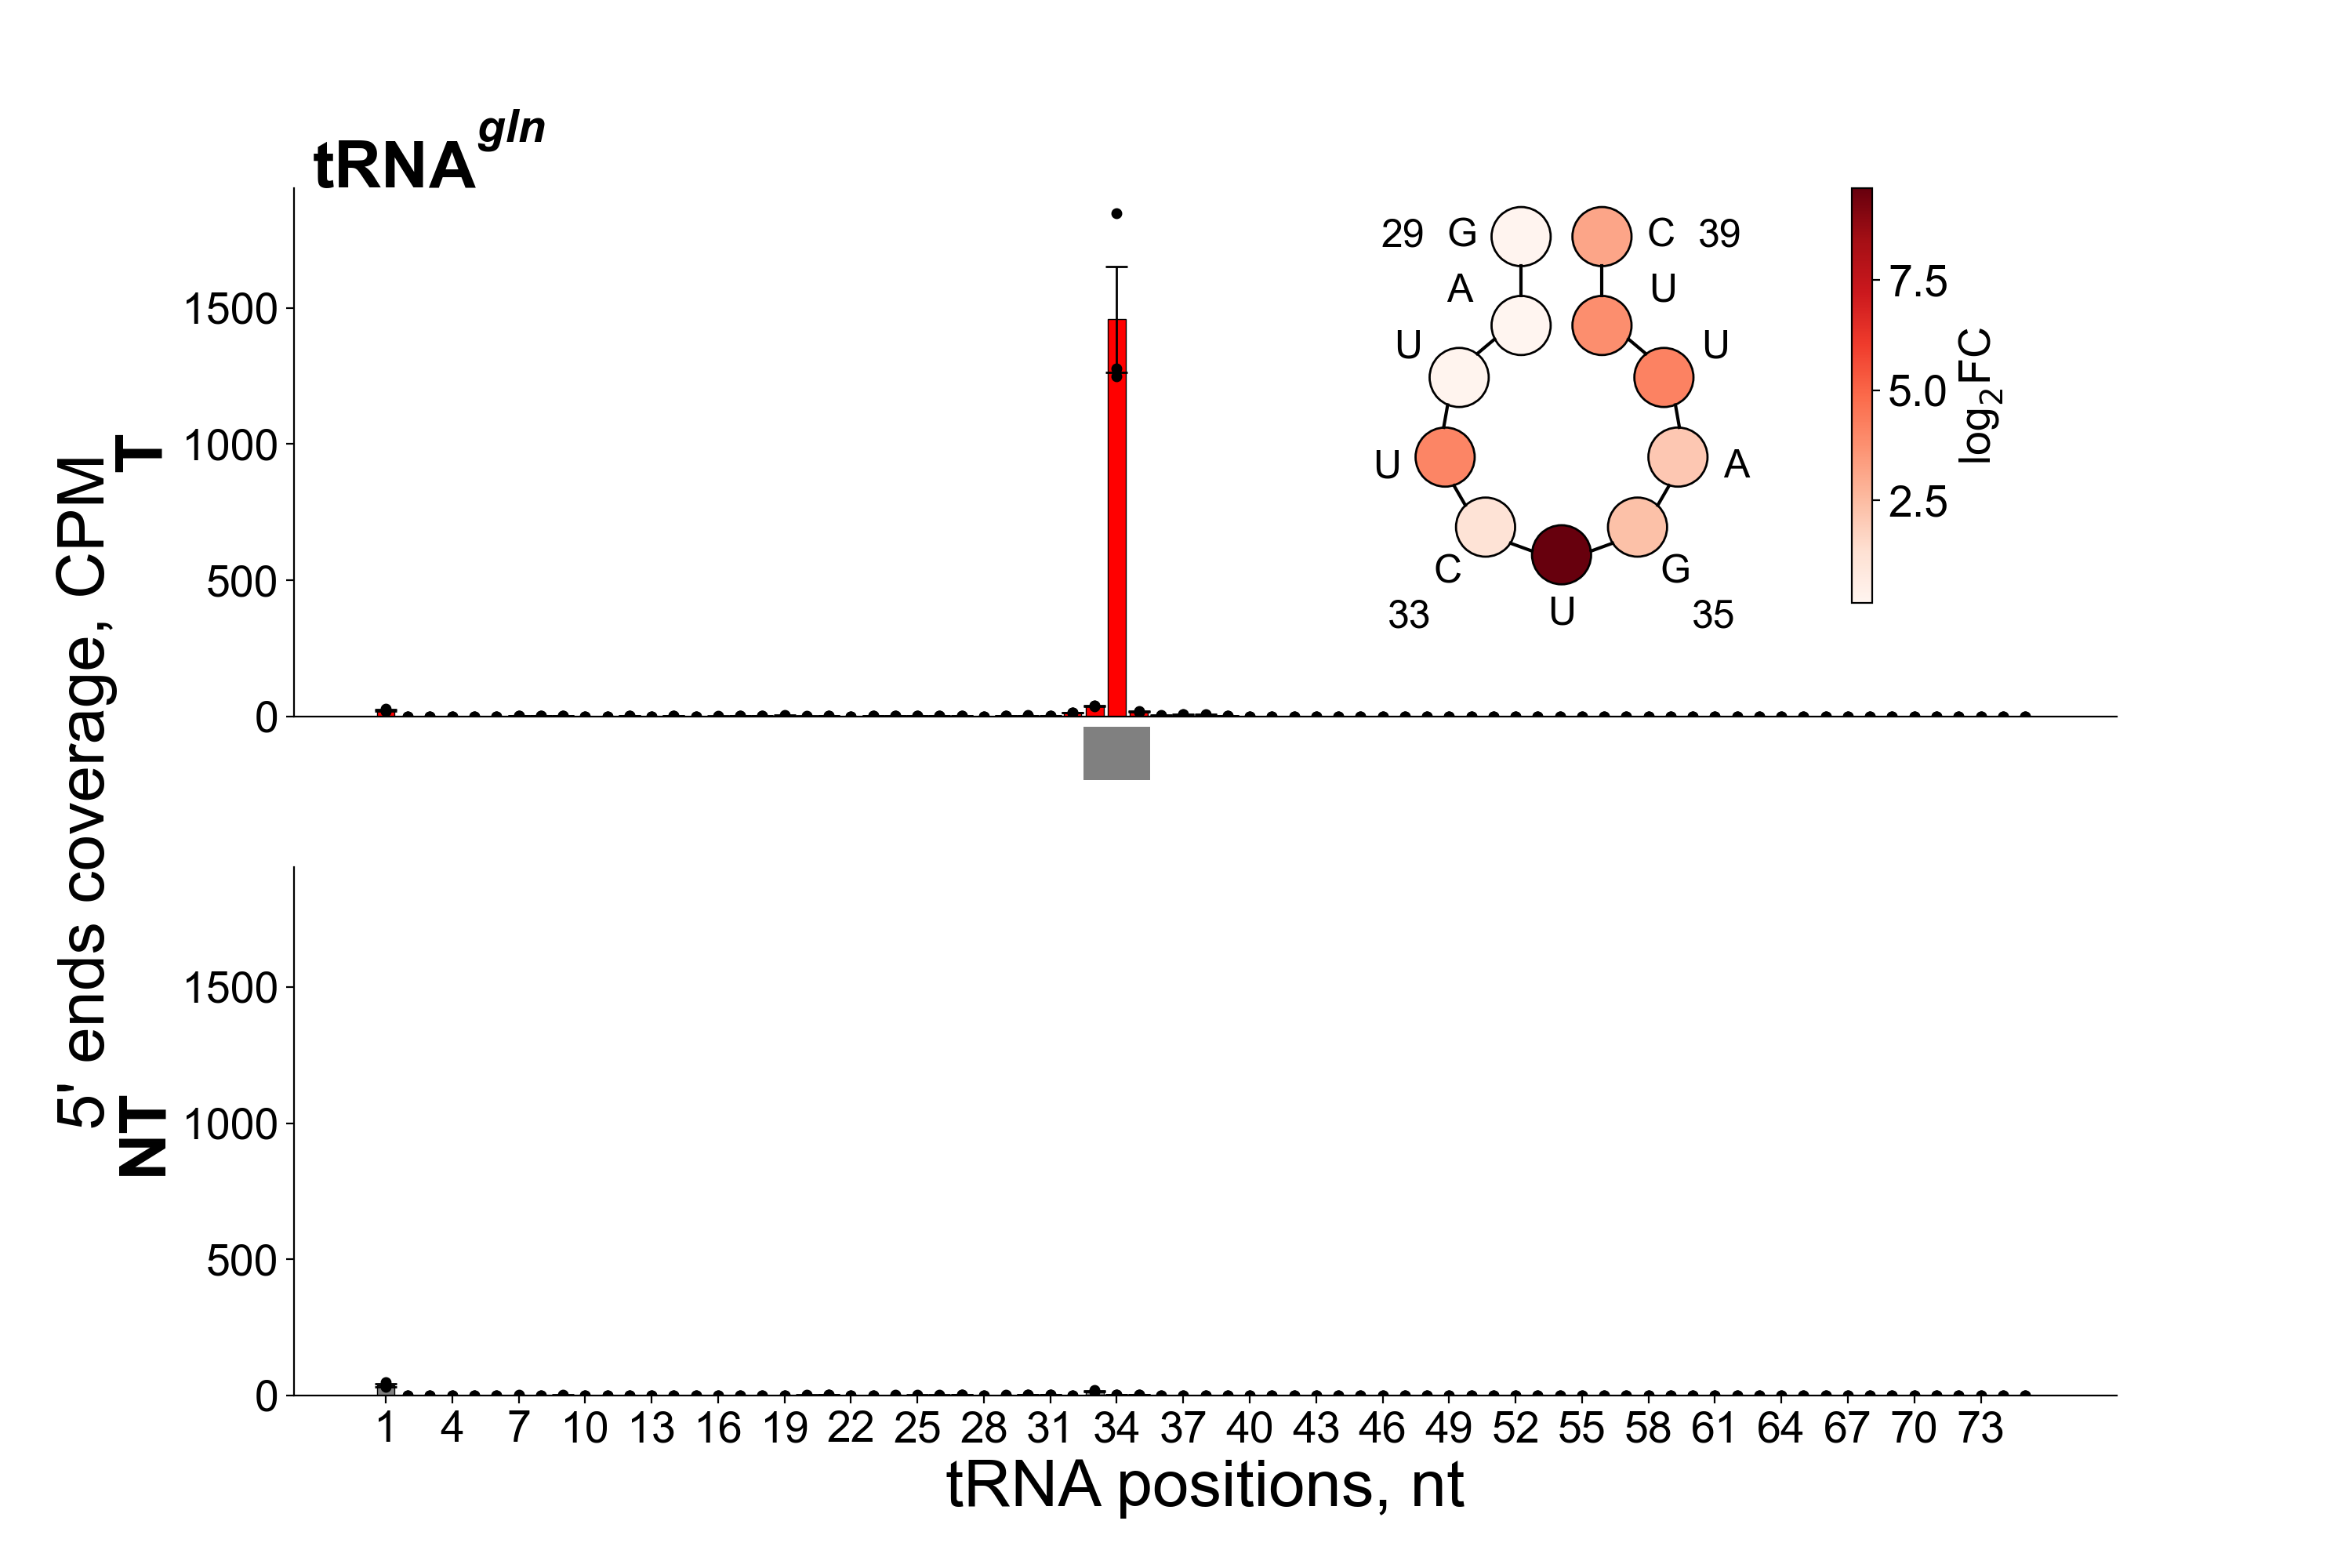 tRNA^gln
5' ends coverage, CPM
T
1500
1000
500
0
29 G C 39
A U
U U
U A
C G
33 U 35
7.5
5.0
2.5
log₂FC
NT
1500
1000
500
0
1 4 7 10 13 16 19 22 25 28 31 34 37 40 43 46 49 52 55 58 61 64 67 70 73
tRNA positions, nt